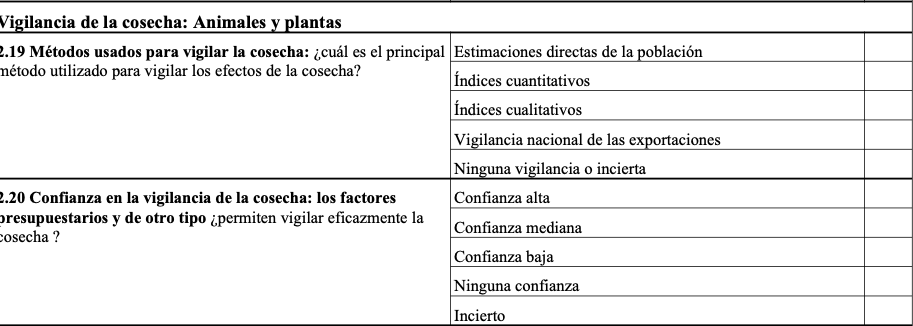 Vigilancia de la cosecha: Animales y plantas
2.19 Métodos usados para vigilar la cosecha: ¿cuál es el principal
método utilizado para vigilar los efectos de la cosecha?
Estimaciones directas de la población
Índices cuantitativos
Índices cualitativos
Vigilancia nacional de las exportaciones
Ninguna vigilancia o incierta
2.20 Confianza en la vigilancia de la cosecha: los factores
presupuestarios y de otro tipo ¿permiten vigilar eficazmente la
cosecha ?
Confianza alta
Confianza mediana
Confianza baja
Ninguna confianza
Incierto